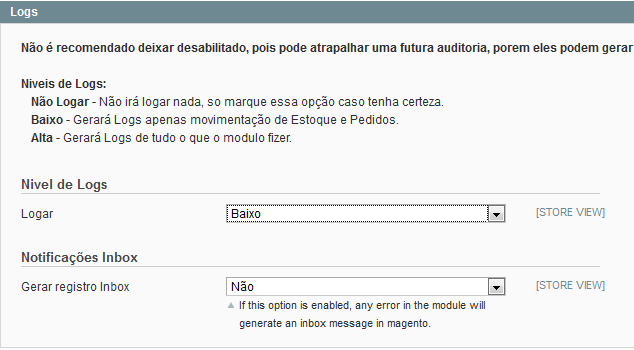 Logs
Não é recomendado deixar desabilitado, pois pode atrapalhar uma futura auditoria, porem eles podem gerar
Niveis de Logs:
Não Logar - Não irá logar nada, so marque essa opção caso tenha certeza.
Baixo - Gerará Logs apenas movimentação de Estoque e Pedidos.
Alta - Gerará Logs de tudo o que o modulo fizer.
Nivel de Logs
Logar Baixo [STORE VIEW]
Notificações Inbox
Gerar registro Inbox Não [STORE VIEW]
If this option is enabled, any error in the module will
generate an inbox message in magento.